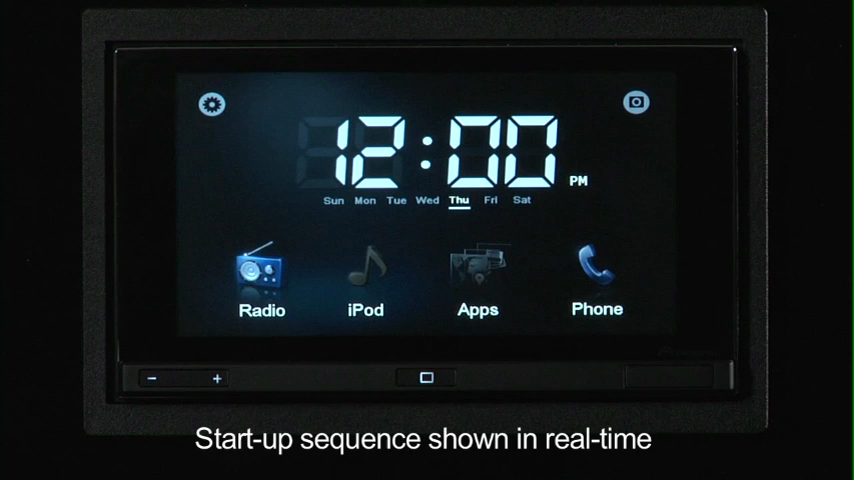 12:00 PM
Sun Mon Tue Wed Thu Fri Sat
Radio iPod Apps Phone
− +
Start-up sequence shown in real-time